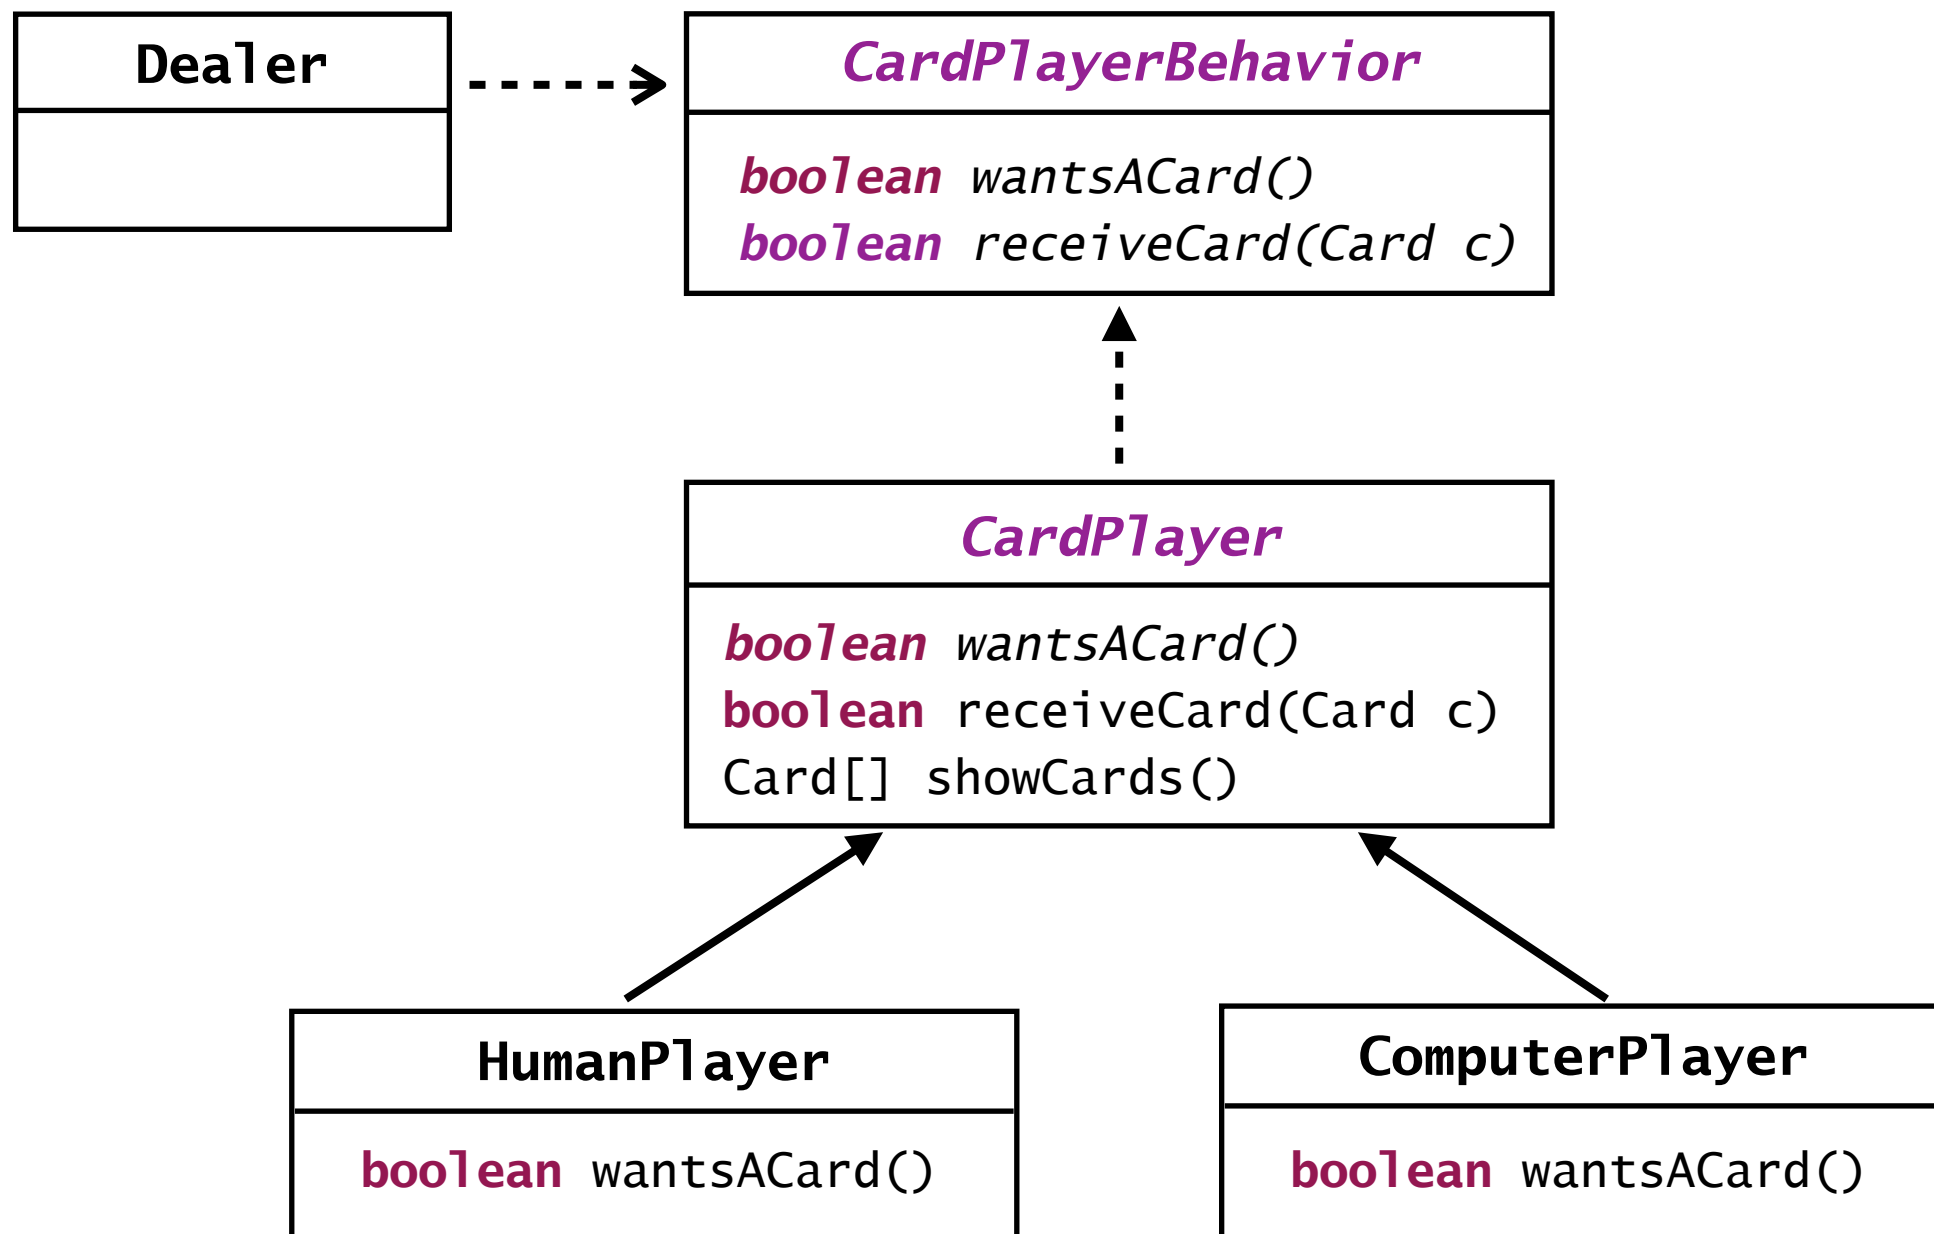 Dealer
CardPlayerBehavior
boolean wantsACard()
boolean receiveCard(Card c)
CardPlayer
boolean wantsACard()
boolean receiveCard(Card c)
Card[] showCards()
HumanPlayer
boolean wantsACard()
ComputerPlayer
boolean wantsACard()